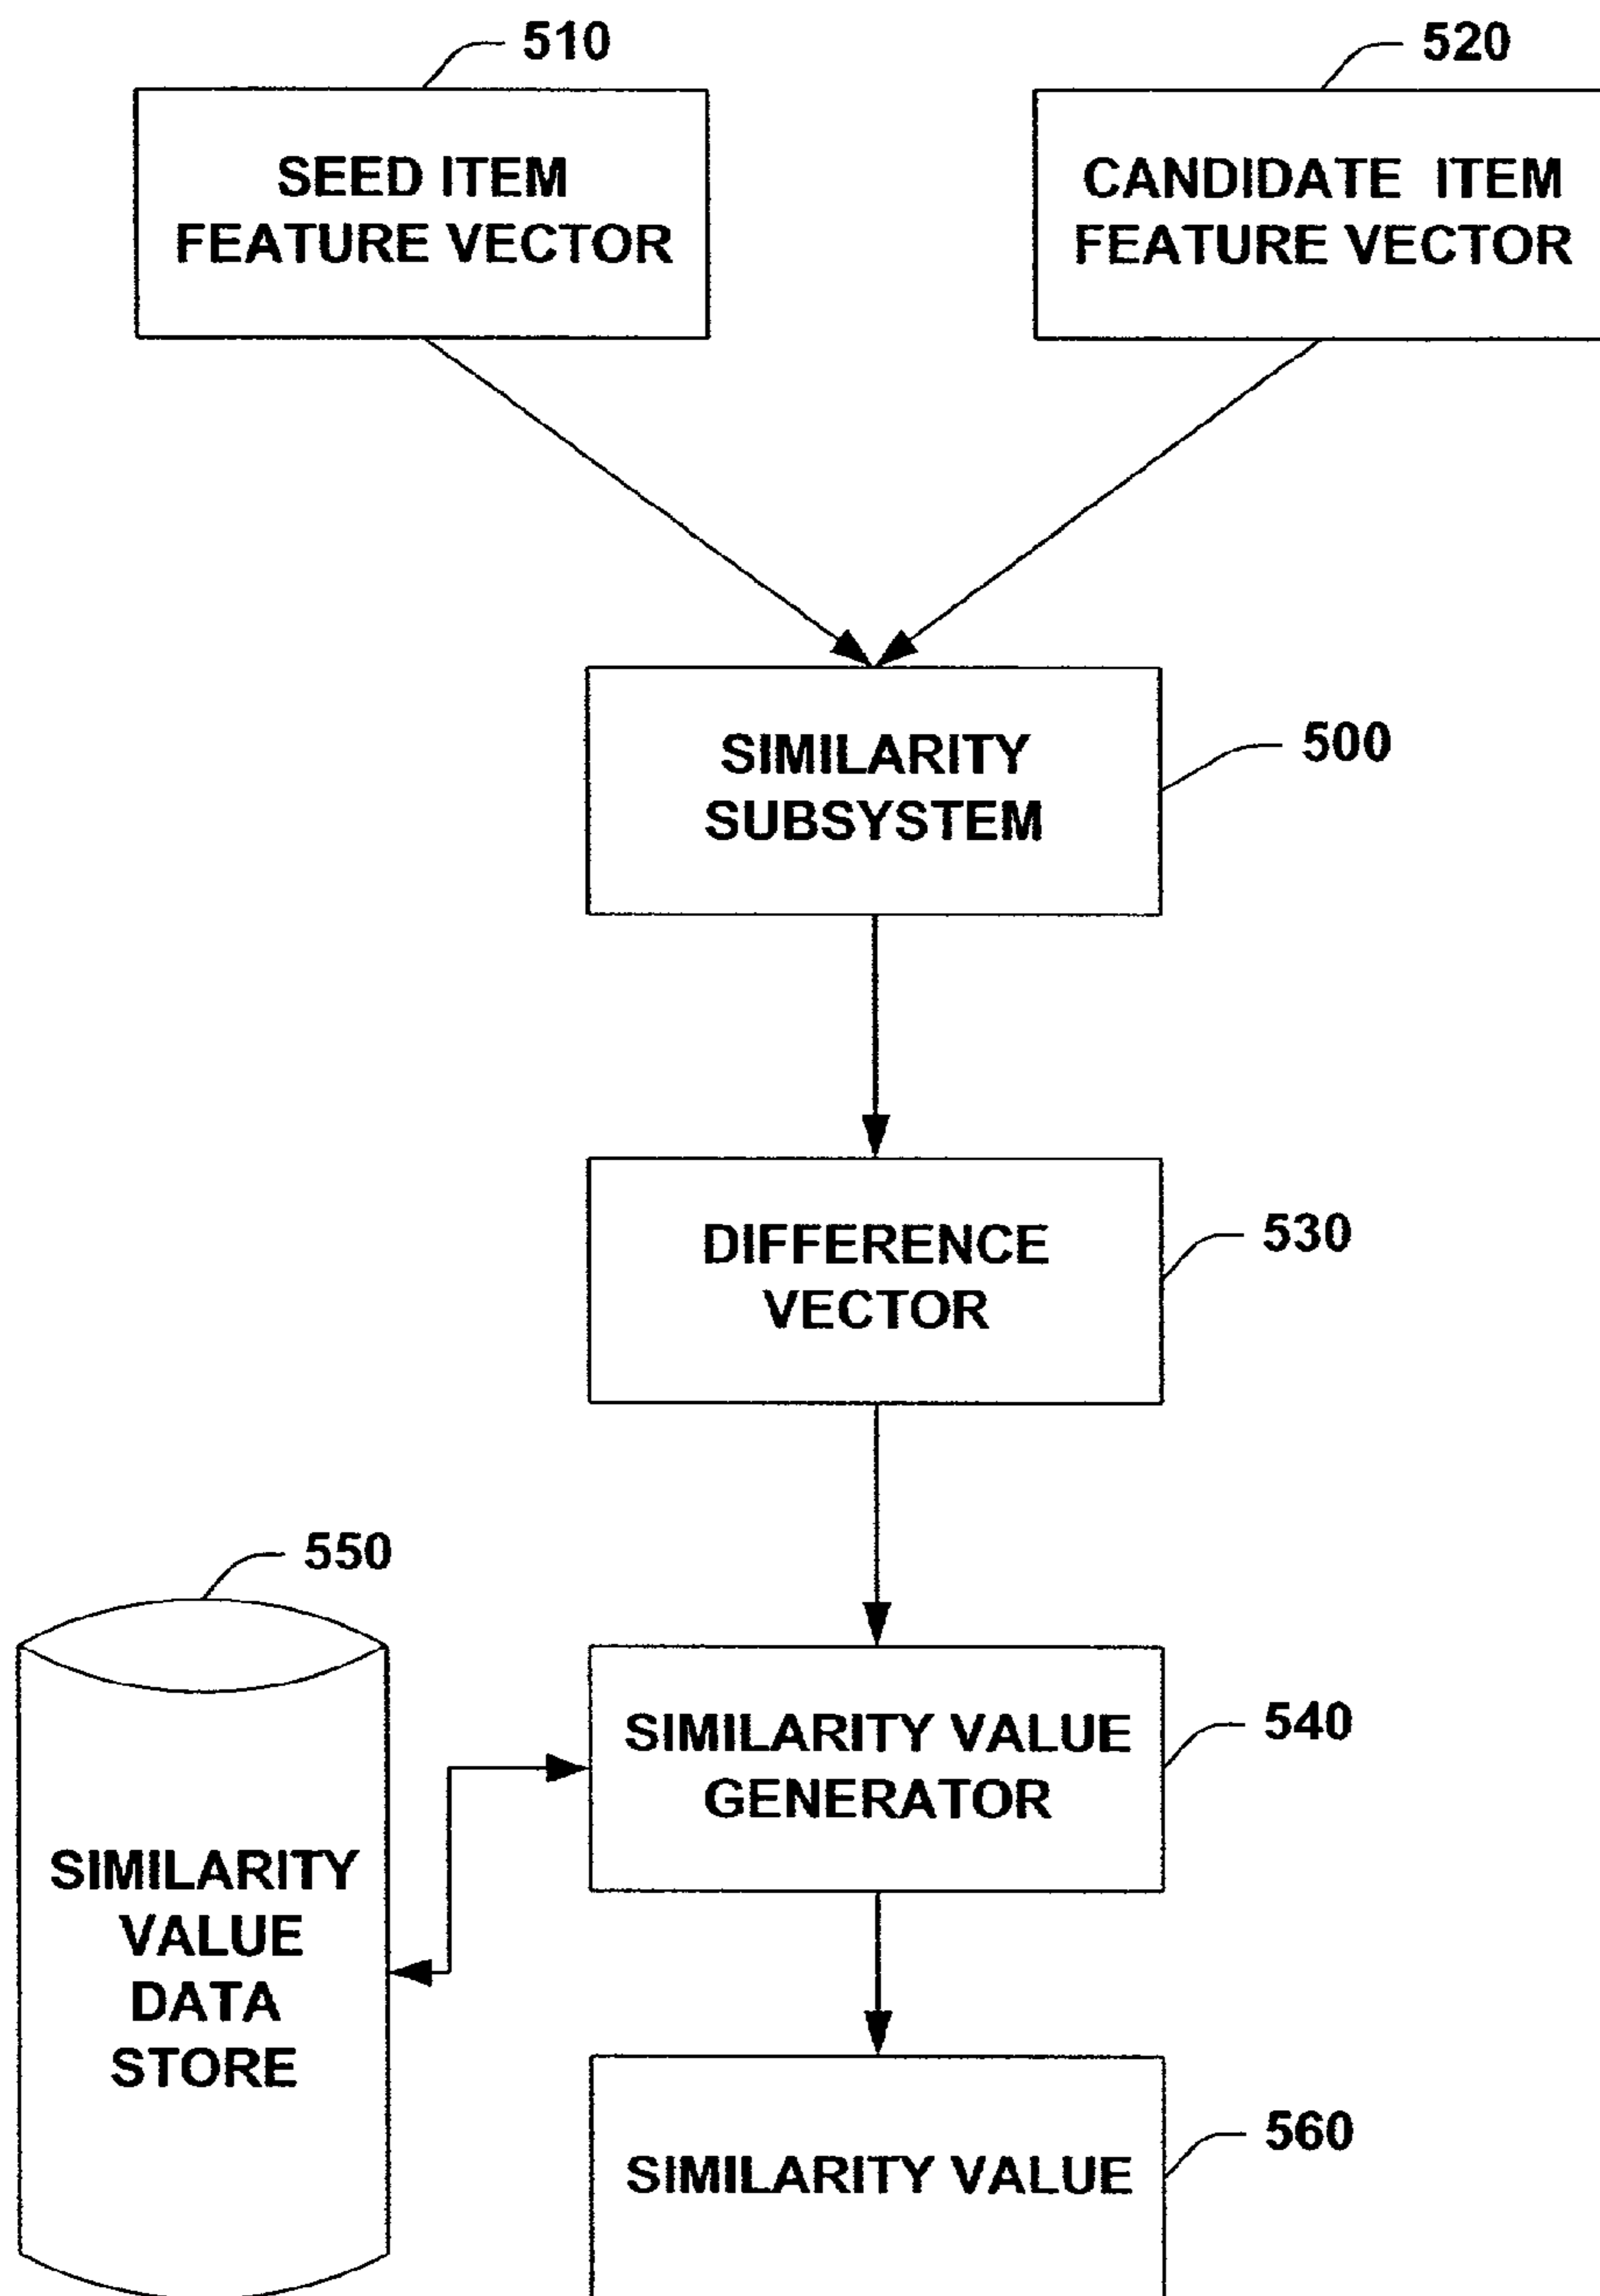 510
520
SEED ITEM
FEATURE VECTOR
CANDIDATE ITEM
FEATURE VECTOR
SIMILARITY
SUBSYSTEM
500
DIFFERENCE
VECTOR
530
550
SIMILARITY VALUE
GENERATOR
540
SIMILARITY
VALUE
DATA
STORE
SIMILARITY VALUE
560